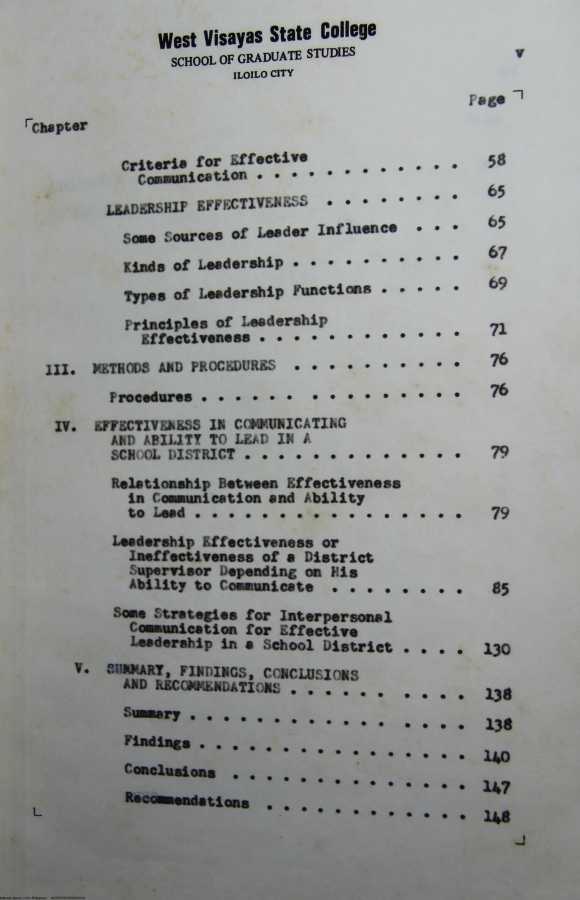 West Visayas State College
SCHOOL OF GRADUATE STUDIES
ILOILO CITY
v
Page
Chapter
Criteria for Effective
Communication . . . . . . . . . . . . . 58
LEADERSHIP EFFECTIVENESS . . . . . . . . 65
Some Sources of Leader Influence . . . 65
Kinds of Leadership . . . . . . . . . . 67
Types of Leadership Functions . . . . . 69
Principles of Leadership
Effectiveness . . . . . . . . . . . . . 71
III. METHODS AND PROCEDURES . . . . . . . . . . 76
Procedures . . . . . . . . . . . . . . . 76
IV. EFFECTIVENESS IN COMMUNICATING
AND ABILITY TO LEAD IN A
SCHOOL DISTRICT . . . . . . . . . . . . . 79
Relationship Between Effectiveness
in Communication and Ability
to Lead . . . . . . . . . . . . . . . . 79
Leadership Effectiveness or
Ineffectiveness of a District
Supervisor Depending on His
Ability to Communicate . . . . . . . . 85
Some Strategies for Interpersonal
Communication for Effective
Leadership in a School District . . . . 130
V. SUMMARY, FINDINGS, CONCLUSIONS
AND RECOMMENDATIONS . . . . . . . . . . 138
Summary . . . . . . . . . . . . . . . . 138
Findings . . . . . . . . . . . . . . . . 140
Conclusions . . . . . . . . . . . . . . 147
Recommendations . . . . . . . . . . . . 148